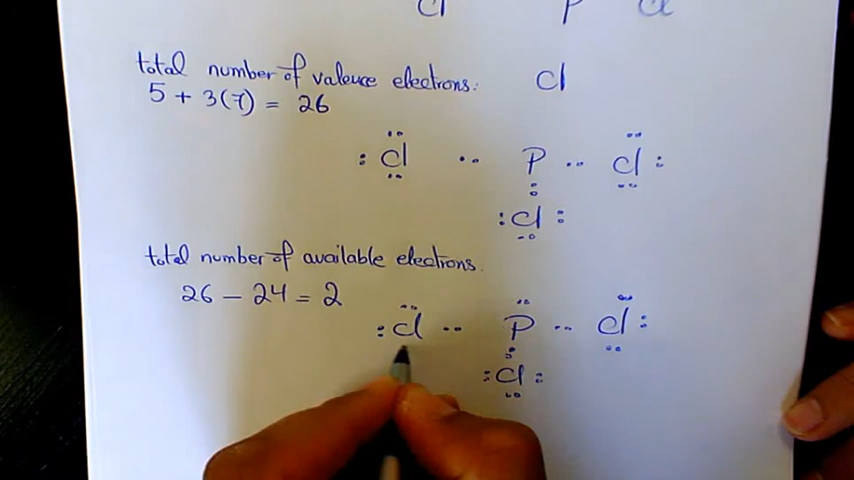 Cl P Cl
total number of valence electrons: Cl
5 + 3(7) = 26
Cl P Cl
Cl
total number of available electrons.
26 - 24 = 2
Cl P Cl
Cl